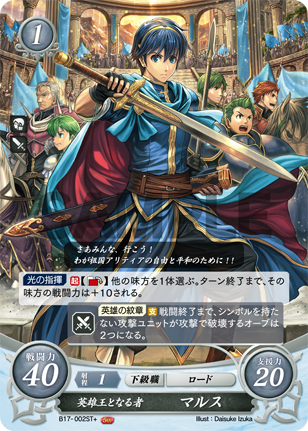 1
さあみんな、行こう！
わが祖国アリティアの自由と平和のために！！
光の指揮 起 他の味方を1体選ぶ。ターン終了まで、その
味方の戦闘力は＋10される。
英雄の紋章 支 戦闘終了まで、シンボルを持た
ない攻撃ユニットが攻撃で破壊するオーブは
2つになる。
戦闘力
40
射程 1 下級職 ロード
支援力
20
英雄王となる者 マルス
B17-002ST+
Illust : Daisuke Izuka